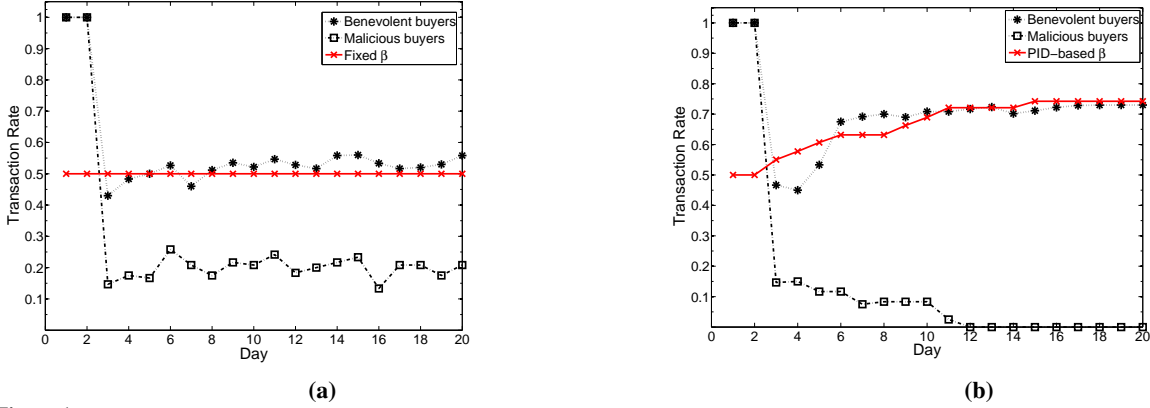 Benevolent buyers
Malicious buyers
Fixed β
Transaction Rate
1
0.9
0.8
0.7
0.6
0.5
0.4
0.3
0.2
0.1
0 2 4 6 8 10 12 14 16 18 20
Day
(a)
Benevolent buyers
Malicious buyers
PID−based β
Transaction Rate
1
0.9
0.8
0.7
0.6
0.5
0.4
0.3
0.2
0.1
0 2 4 6 8 10 12 14 16 18 20
Day
(b)